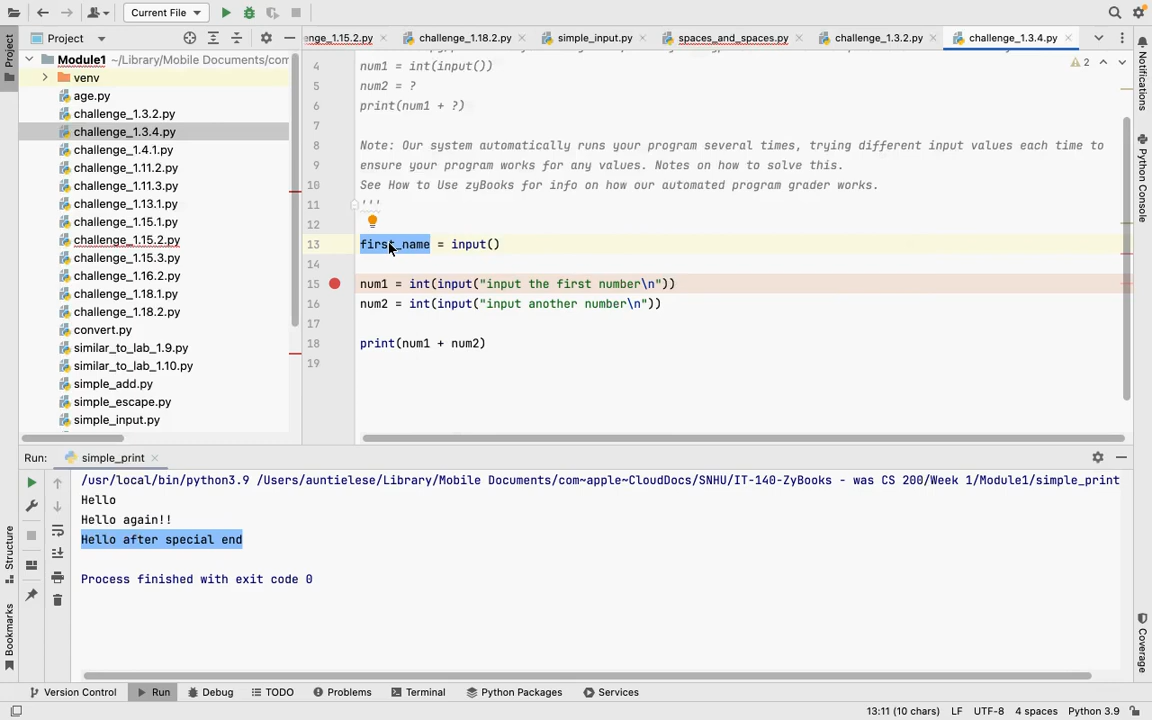 Current File
Project
enge_1.15.2.py
challenge_1.18.2.py
simple_input.py
spaces_and_spaces.py
challenge_1.3.2.py
challenge_1.3.4.py
Module1 ~/Library/Mobile Documents/com
venv
age.py
challenge_1.3.2.py
challenge_1.3.4.py
challenge_1.4.1.py
challenge_1.11.2.py
challenge_1.11.3.py
challenge_1.13.1.py
challenge_1.15.1.py
challenge_1.15.2.py
challenge_1.15.3.py
challenge_1.16.2.py
challenge_1.18.1.py
challenge_1.18.2.py
convert.py
similar_to_lab_1.9.py
similar_to_lab_1.10.py
simple_add.py
simple_escape.py
simple_input.py
4 num1 = int(input())
5 num2 = ?
6 print(num1 + ?)
7
8 Note: Our system automatically runs your program several times, trying different input values each time to
9 ensure your program works for any values. Notes on how to solve this.
10 See How to Use zyBooks for info on how our automated program grader works.
11 '''
12
13 first_name = input()
14
15 num1 = int(input("input the first number\n"))
16 num2 = int(input("input another number\n"))
17
18 print(num1 + num2)
19
2
Project
Structure
Bookmarks
Notifications
Python Console
Coverage
Run: simple_print
/usr/local/bin/python3.9 /Users/auntielese/Library/Mobile Documents/com~apple~CloudDocs/SNHU/IT-140-ZyBooks - was CS 200/Week 1/Module1/simple_print
Hello
Hello again!!
Hello after special end
Process finished with exit code 0
Version Control Run Debug TODO Problems Terminal Python Packages Services
13:11 (10 chars) LF UTF-8 4 spaces Python 3.9